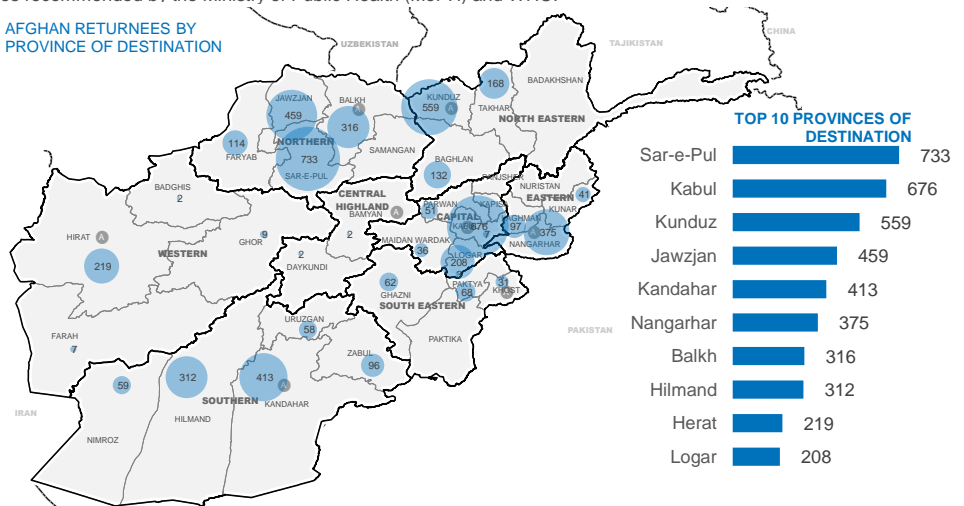 AFGHAN RETURNEES BY
PROVINCE OF DESTINATION
UZBEKISTAN
TAJIKISTAN
CHINA
JAWZJAN
459
BALKH
A
316
KUNDUZ
559
A
168
TAKHAR
BADAKHSHAN
NORTH EASTERN
114
FARYAB
NORTHERN
733
SAR-E-PUL
SAMANGAN
BAGHLAN
132
BADGHIS
2
CENTRAL
HIGHLAND
BAMYAN
A
NURISTAN
EASTERN
41
KUNAR
PARWAN
51
CAPITAL
KAPIS
676
7
97
A
375
NANGARHAR
HIRAT
A
219
WESTERN
GHOR
9
2
DAYKUNDI
2
MAIDAN WARDAK
36
LOGAR
208
PAKTYA
68
31
KHOST
62
GHAZNI
SOUTH EASTERN
PAKTIKA
PAKISTAN
FARAH
7
URUZGAN
58
ZABUL
96
59
NIMROZ
312
HILMAND
SOUTHERN
413
A
KANDAHAR
IRAN
TOP 10 PROVINCES OF
DESTINATION
Sar-e-Pul 733
Kabul 676
Kunduz 559
Jawzjan 459
Kandahar 413
Nangarhar 375
Balkh 316
Hilmand 312
Herat 219
Logar 208